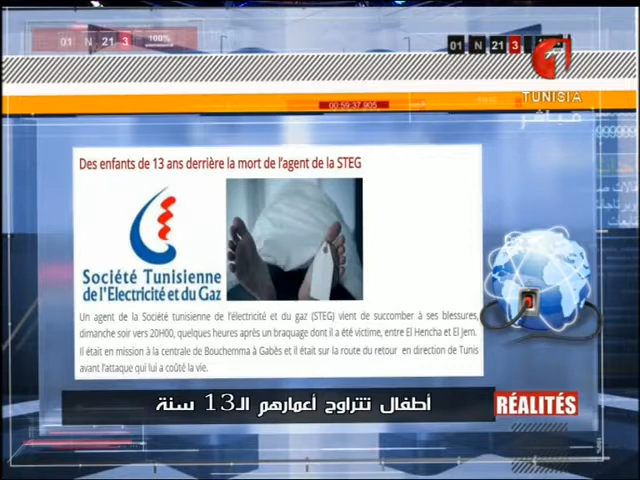 01 N 21 3 100%
01 N 21 3
TUNISIA
مباشر
00:59:37.905
Des enfants de 13 ans derrière la mort de l'agent de la STEG
Société Tunisienne
de l'Electricité et du Gaz
Un agent de la Société tunisienne de l'électricité et du gaz (STEG) vient de succomber à ses blessures,
dimanche soir vers 20H00, quelques heures après un braquage dont il a été victime, entre El Hencha et El Jem.
Il était en mission à la centrale de Bouchemma à Gabès et il était sur la route du retour en direction de Tunis
avant l'attaque qui lui a coûté la vie.
أطفال تتراوح أعمارهم الـ13 سنة
RÉALITÉS